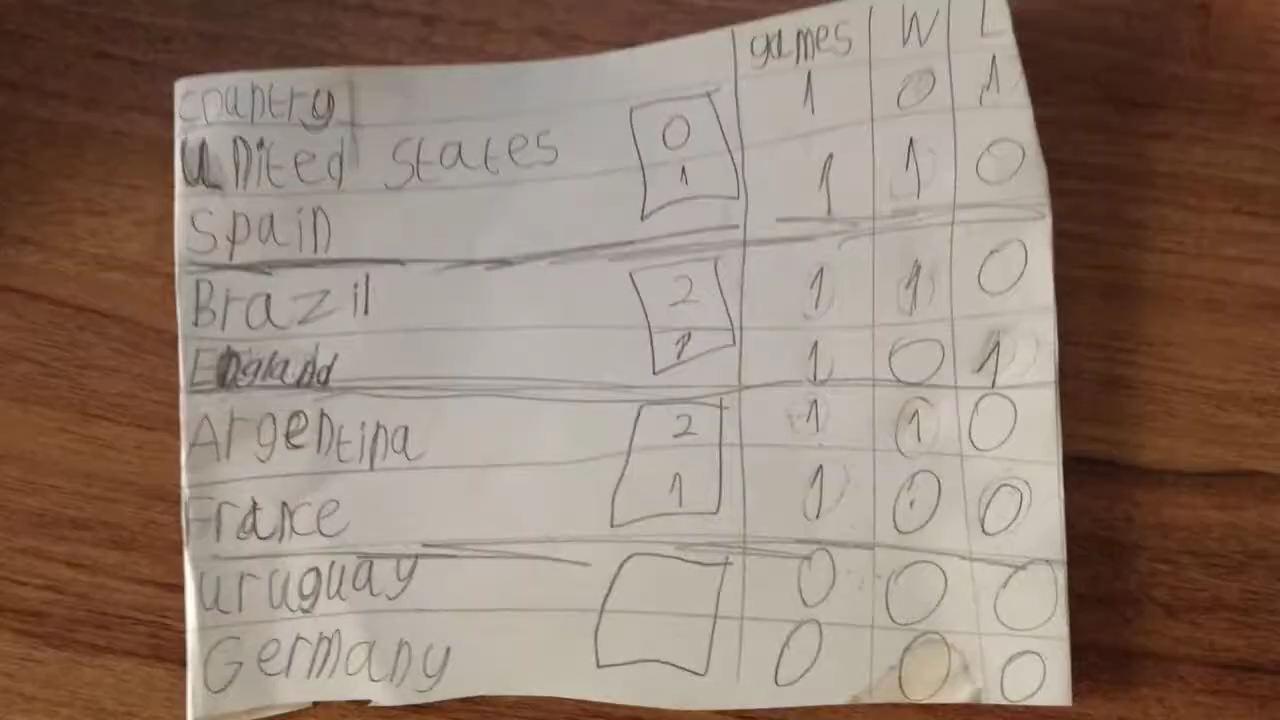 country games W L
United States 0 1 0 1
Spain 1 1 1 0
Brazil 2 1 1 0
England 1 1 0 1
Argentina 2 1 1 0
France 1 1 0 0
uruguay 0 0 0
Germany 0 0 0